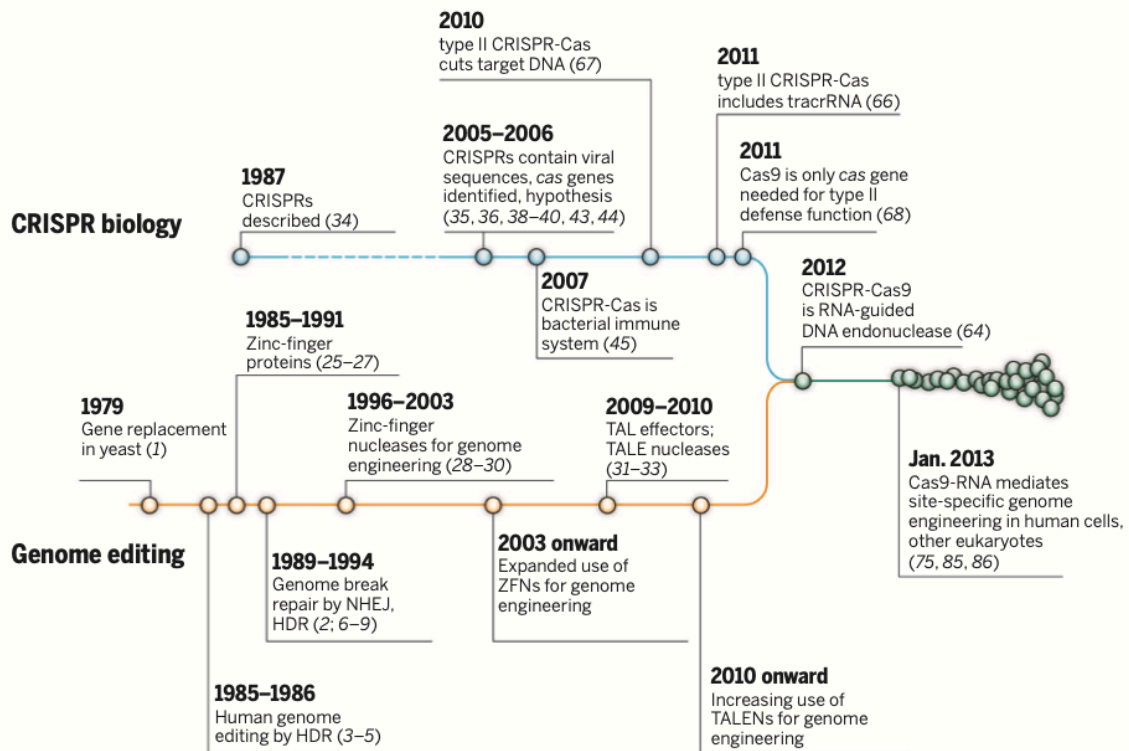 2010
type II CRISPR-Cas
cuts target DNA (67)
2011
type II CRISPR-Cas
includes tracrRNA (66)
2005–2006
CRISPRs contain viral
sequences, cas genes
identified, hypothesis
(35, 36, 38–40, 43, 44)
2011
Cas9 is only cas gene
needed for type II
defense function (68)
1987
CRISPRs
described (34)
CRISPR biology
2007
CRISPR-Cas is
bacterial immune
system (45)
2012
CRISPR-Cas9
is RNA-guided
DNA endonuclease (64)
1985–1991
Zinc-finger
proteins (25–27)
1979
Gene replacement
in yeast (1)
1996–2003
Zinc-finger
nucleases for genome
engineering (28–30)
2009–2010
TAL effectors;
TALE nucleases
(31–33)
Jan. 2013
Cas9-RNA mediates
site-specific genome
engineering in human cells,
other eukaryotes
(75, 85, 86)
Genome editing
1989–1994
Genome break
repair by NHEJ,
HDR (2; 6–9)
2003 onward
Expanded use of
ZFNs for genome
engineering
1985–1986
Human genome
editing by HDR (3–5)
2010 onward
Increasing use of
TALENs for genome
engineering